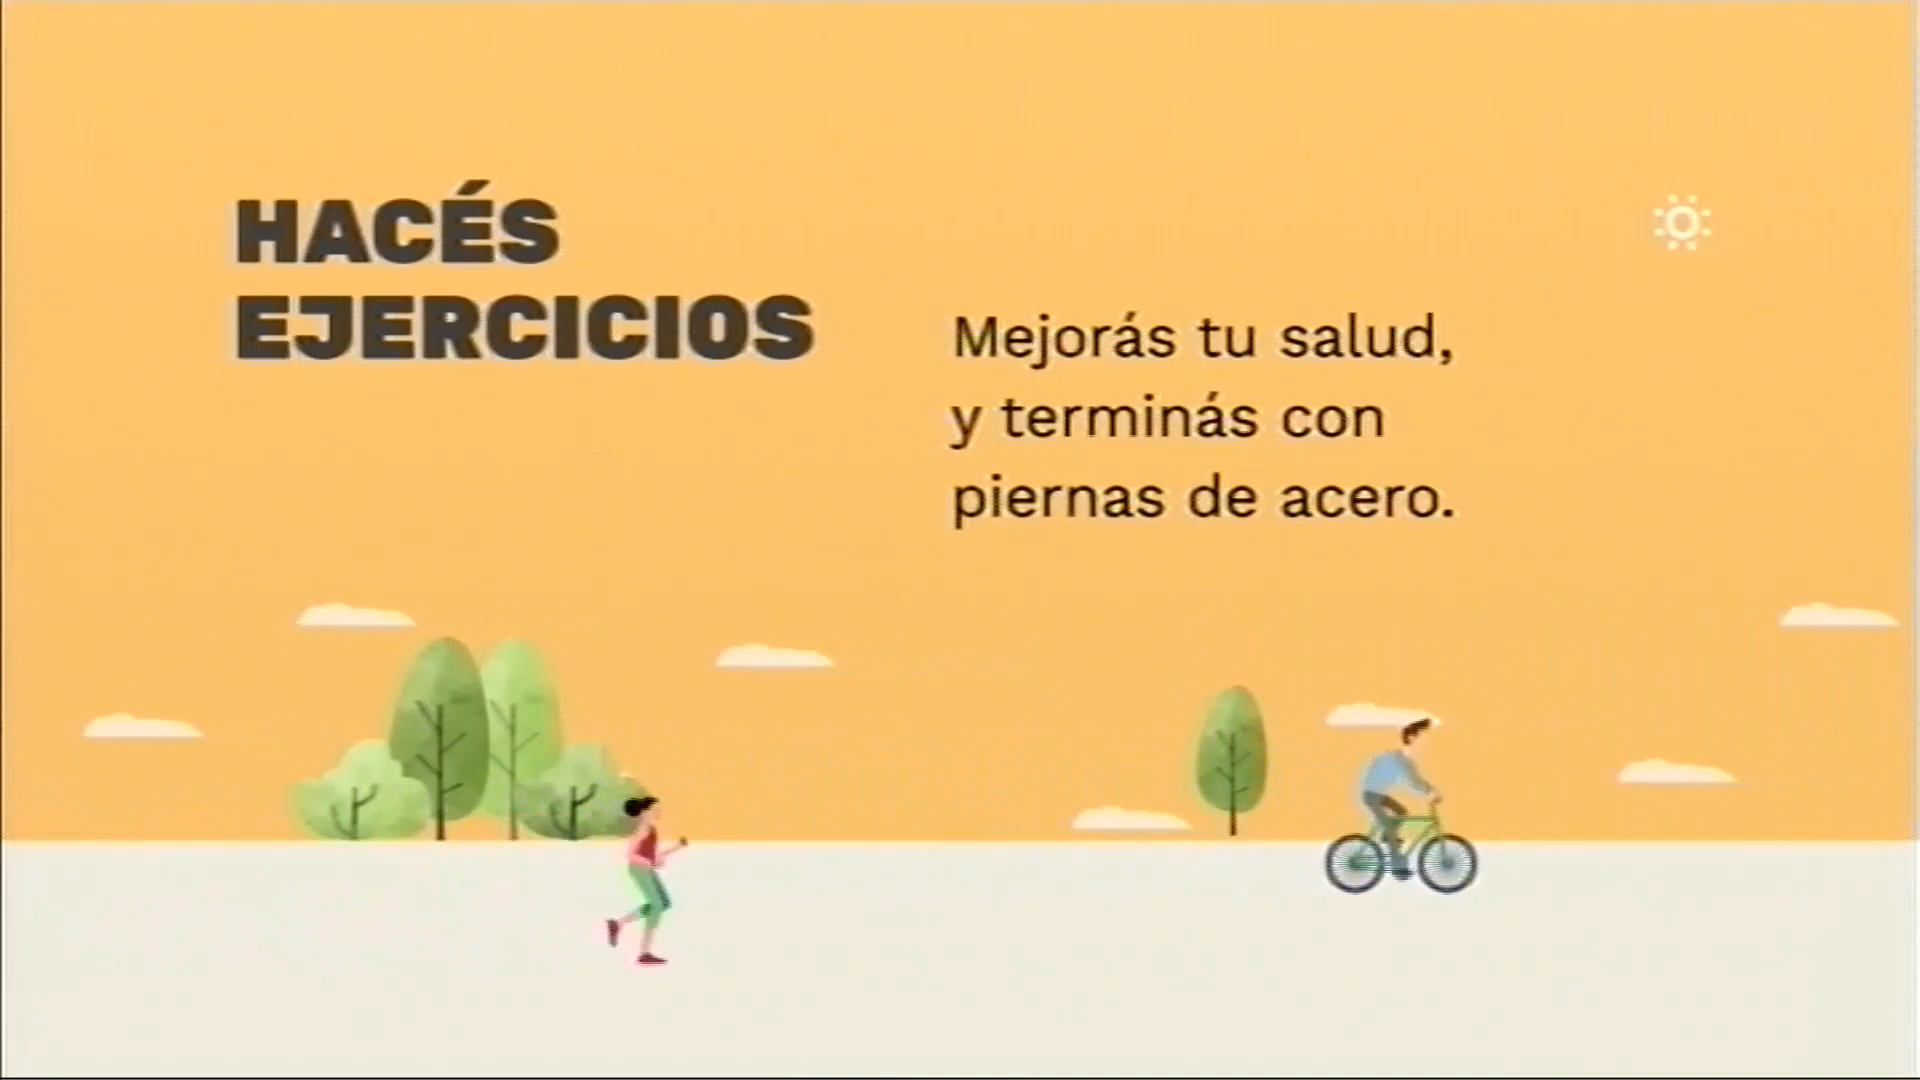 HACÉS
EJERCICIOS
Mejorás tu salud,
y terminás con
piernas de acero.